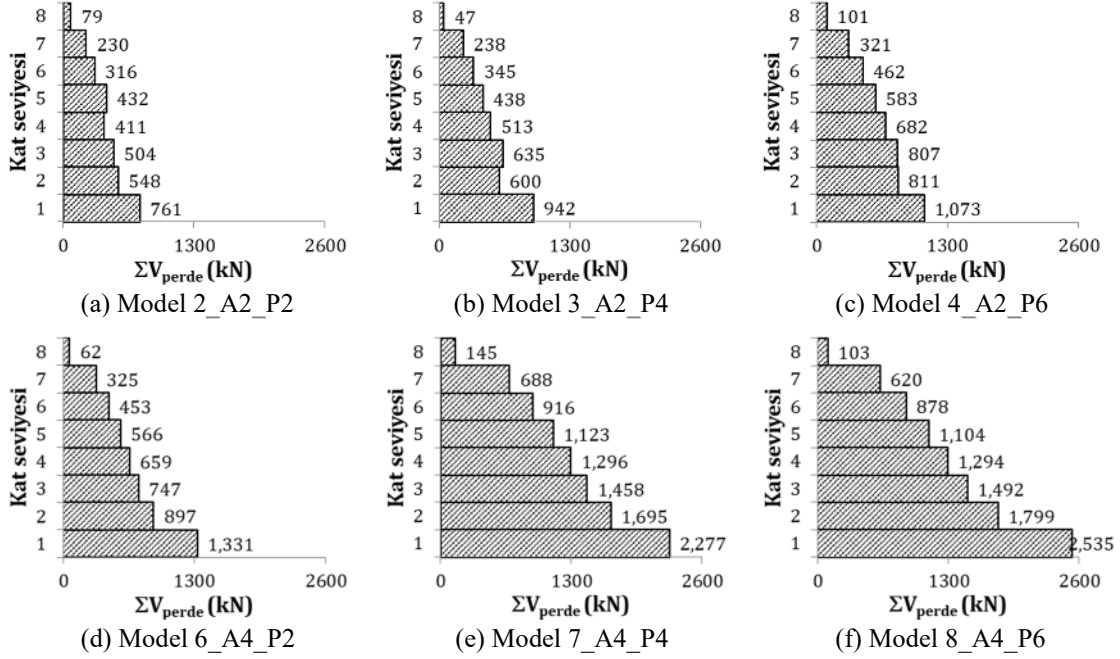 Kat seviyesi
8 79
7 230
6 316
5 432
4 411
3 504
2 548
1 761
0 1300 2600
ΣVperde (kN)
(a) Model 2_A2_P2
Kat seviyesi
8 47
7 238
6 345
5 438
4 513
3 635
2 600
1 942
0 1300 2600
ΣVperde (kN)
(b) Model 3_A2_P4
Kat seviyesi
8 101
7 321
6 462
5 583
4 682
3 807
2 811
1 1,073
0 1300 2600
ΣVperde (kN)
(c) Model 4_A2_P6
Kat seviyesi
8 62
7 325
6 453
5 566
4 659
3 747
2 897
1 1,331
0 1300 2600
ΣVperde (kN)
(d) Model 6_A4_P2
Kat seviyesi
8 145
7 688
6 916
5 1,123
4 1,296
3 1,458
2 1,695
1 2,277
0 1300 2600
ΣVperde (kN)
(e) Model 7_A4_P4
Kat seviyesi
8 103
7 620
6 878
5 1,104
4 1,294
3 1,492
2 1,799
1 2,535
0 1300 2600
ΣVperde (kN)
(f) Model 8_A4_P6